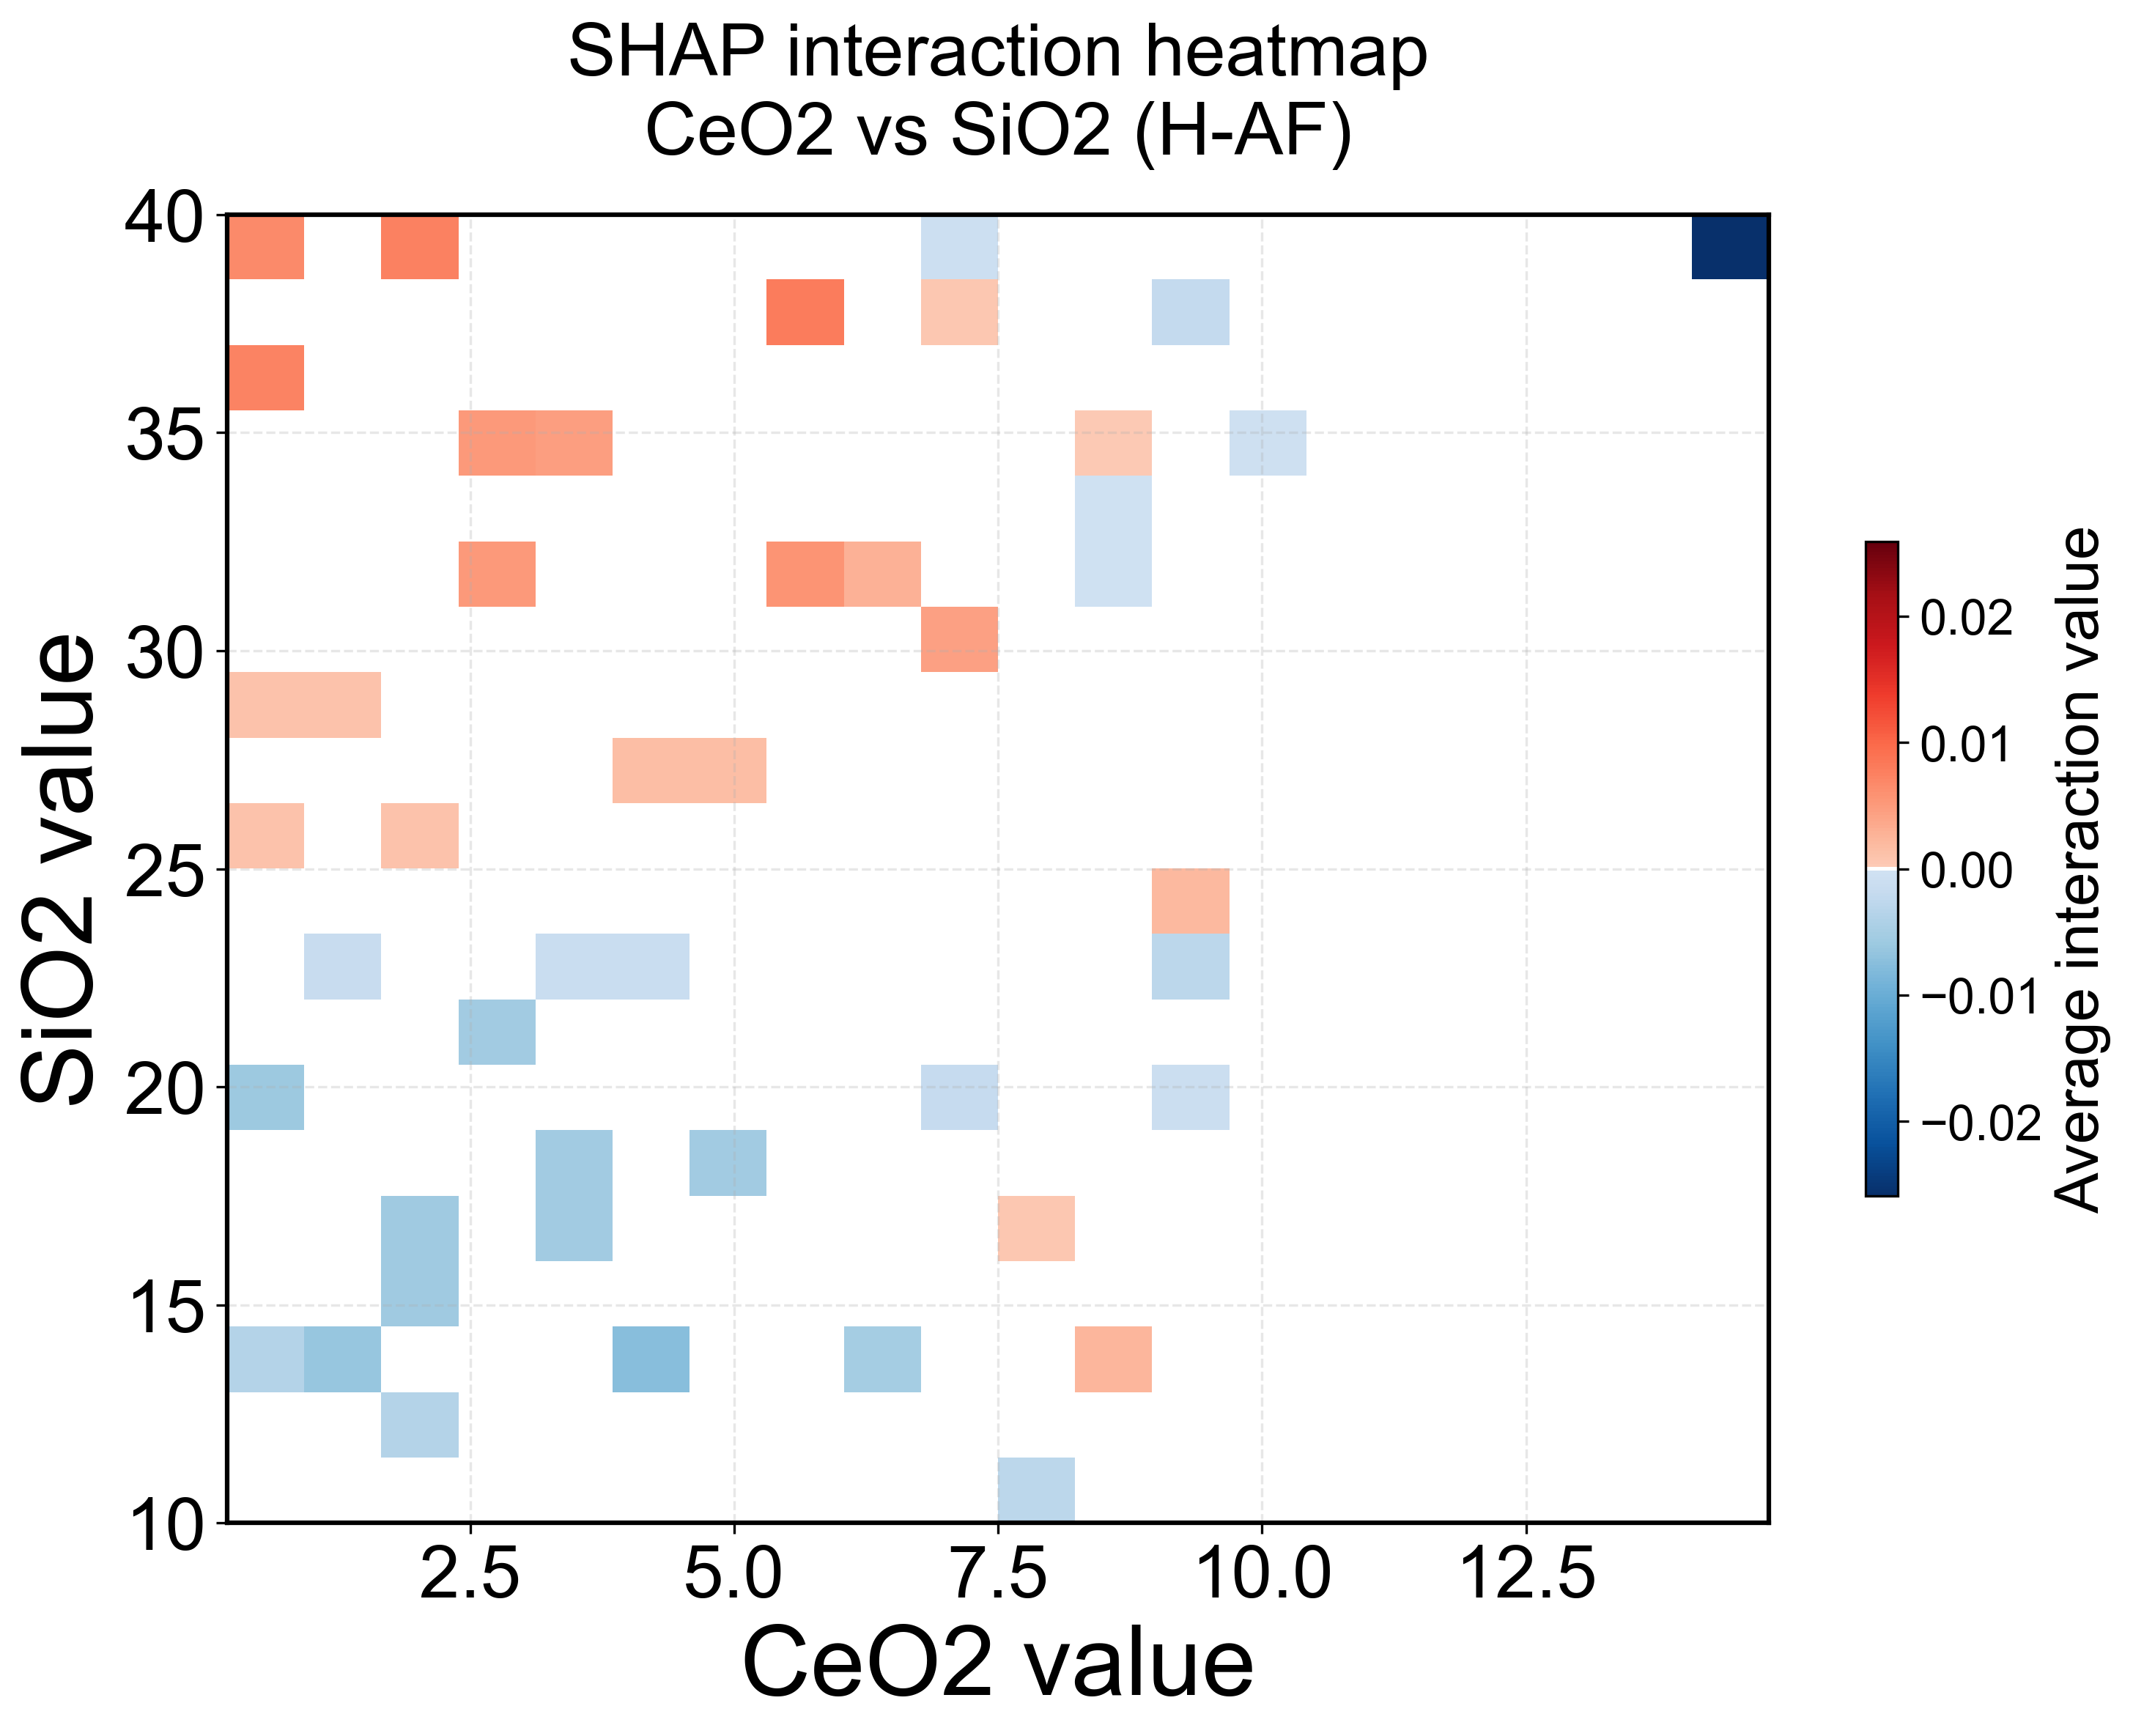 SHAP interaction heatmap
CeO2 vs SiO2 (H-AF)
40
35
30
25
20
15
10
SiO2 value
2.5 5.0 7.5 10.0 12.5
CeO2 value
0.02
0.01
0.00
−0.01
−0.02
Average interaction value